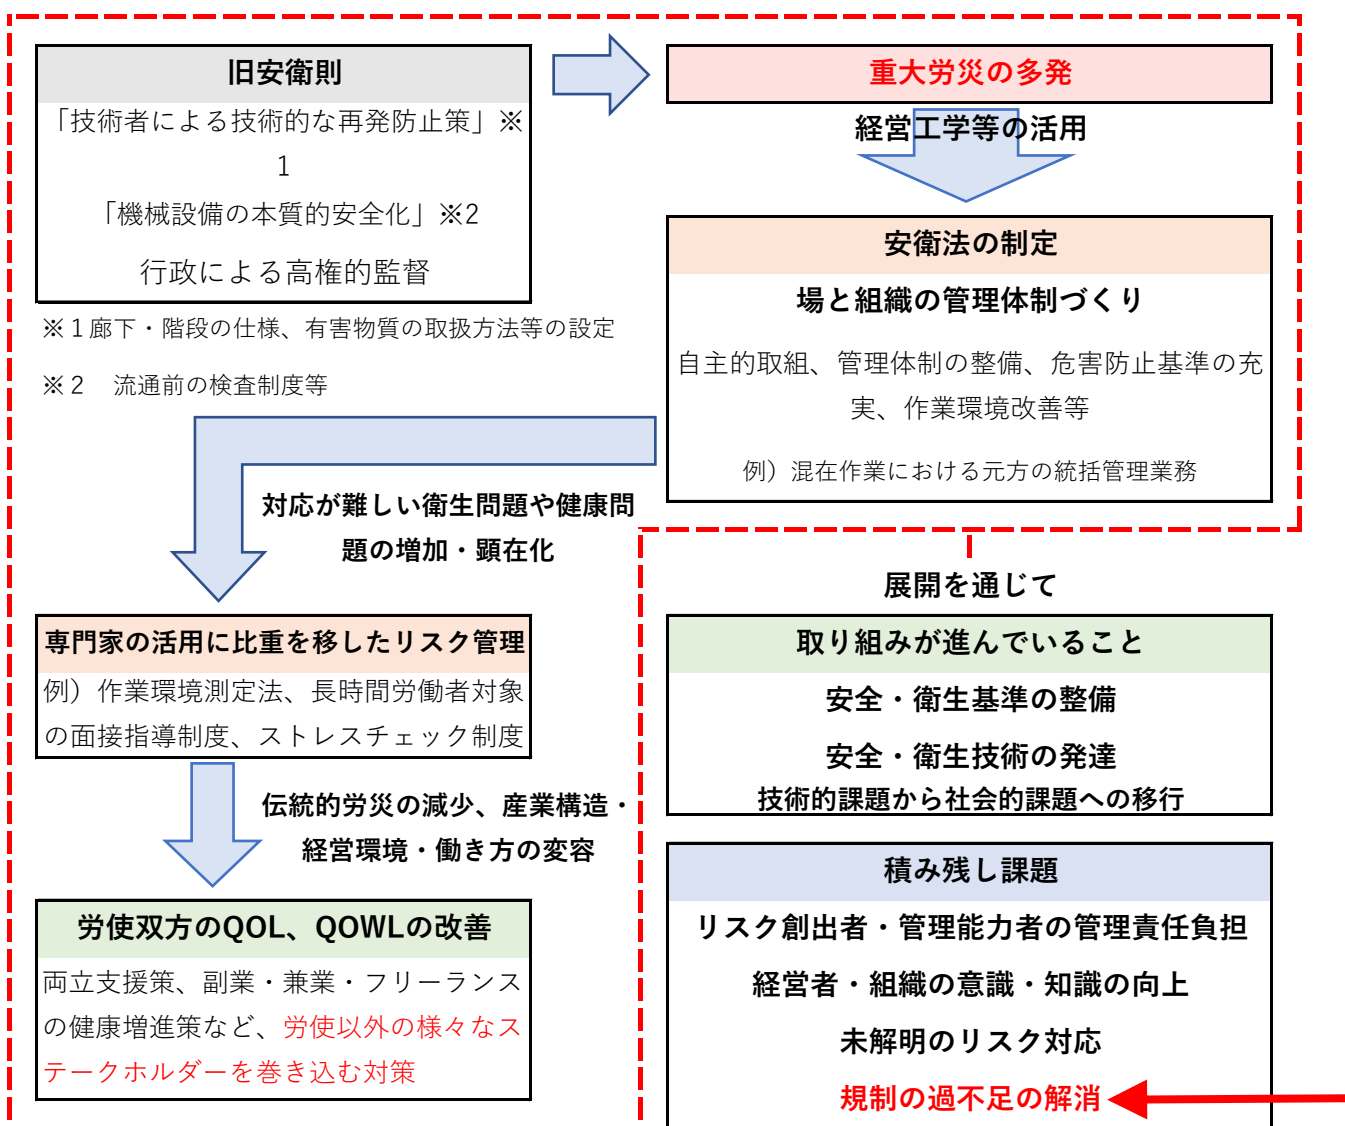 旧安衛則
「技術者による技術的な再発防止策」※
1
「機械設備の本質的安全化」※2
行政による高権的監督
※１廊下・階段の仕様、有害物質の取扱方法等の設定
※２　流通前の検査制度等
重大労災の多発
経営工学等の活用
安衛法の制定
場と組織の管理体制づくり
自主的取組、管理体制の整備、危害防止基準の充
実、作業環境改善等
例）混在作業における元方の統括管理業務
対応が難しい衛生問題や健康問
題の増加・顕在化
専門家の活用に比重を移したリスク管理
例）作業環境測定法、長時間労働者対象
の面接指導制度、ストレスチェック制度
伝統的労災の減少、産業構造・
経営環境・働き方の変容
労使双方のQOL、QOWLの改善
両立支援策、副業・兼業・フリーランス
の健康増進策など、労使以外の様々なス
テークホルダーを巻き込む対策
展開を通じて
取り組みが進んでいること
安全・衛生基準の整備
安全・衛生技術の発達
技術的課題から社会的課題への移行
積み残し課題
リスク創出者・管理能力者の管理責任負担
経営者・組織の意識・知識の向上
未解明のリスク対応
規制の過不足の解消